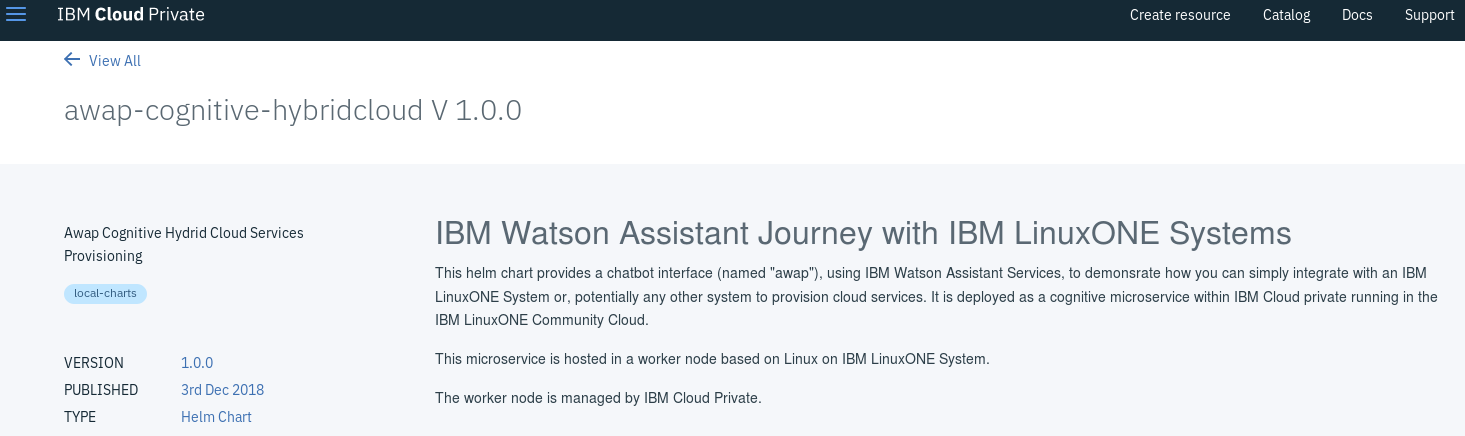 IBM Cloud Private
Create resource Catalog Docs Support
View All
awap-cognitive-hybridcloud V 1.0.0
Awap Cognitive Hydrid Cloud Services
Provisioning
local-charts
VERSION 1.0.0
PUBLISHED 3rd Dec 2018
TYPE Helm Chart
IBM Watson Assistant Journey with IBM LinuxONE Systems
This helm chart provides a chatbot interface (named "awap"), using IBM Watson Assistant Services, to demonsrate how you can simply integrate with an IBM
LinuxONE System or, potentially any other system to provision cloud services. It is deployed as a cognitive microservice within IBM Cloud private running in the
IBM LinuxONE Community Cloud.
This microservice is hosted in a worker node based on Linux on IBM LinuxONE System.
The worker node is managed by IBM Cloud Private.